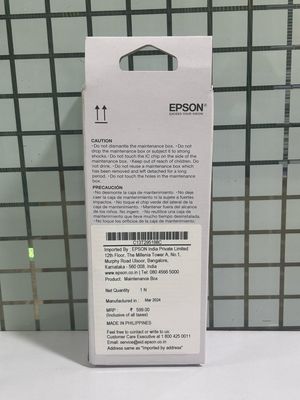 EPSON
EXCEED YOUR VISION
CAUTION
•Do not dismantle the maintenance box. •Do not
drop the maintenance box or subject it to strong
shocks. •Do not touch the IC chip on the side of the
maintenance box. •Keep out of reach of children. Do
not drink. •Do not reuse a maintenance box which
has been removed and left detached for a long
period. •Do not touch the holes in the maintenance
box.
PRECAUCIÓN
•No desmonte la caja de mantenimiento. •No deje
caer la caja de mantenimiento ni la sujete a fuertes
impactos. •No toque el chip verde del lateral de la
caja de mantenimiento. •Mantener fuera del alcance
de los niños. No ingerir. •No reutilice una caja de
mantenimiento que haya estado desmontada
mucho tiempo. •No toque los orificios de la caja de
mantenimiento.
C13T295198C
Imported By : EPSON India Private Limited
12th Floor, The Millenia Tower A, No.1,
Murphy Road Ulsoor, Bangalore,
Karnataka - 560 008, India
www.epson.co.in | Tel: 080 4566 5000
Product : Maintenance Box
Net Quantity : 1 N
Manufactured in : Mar 2024
MRP : ₹ 599.00
(Inclusive of all taxes)
MADE IN PHILIPPINES
Feel free to contact or write to us:
Customer Care Executive at 1 800 425 0011
Email: service@eid.epson.co.in
Address same as "imported by address"